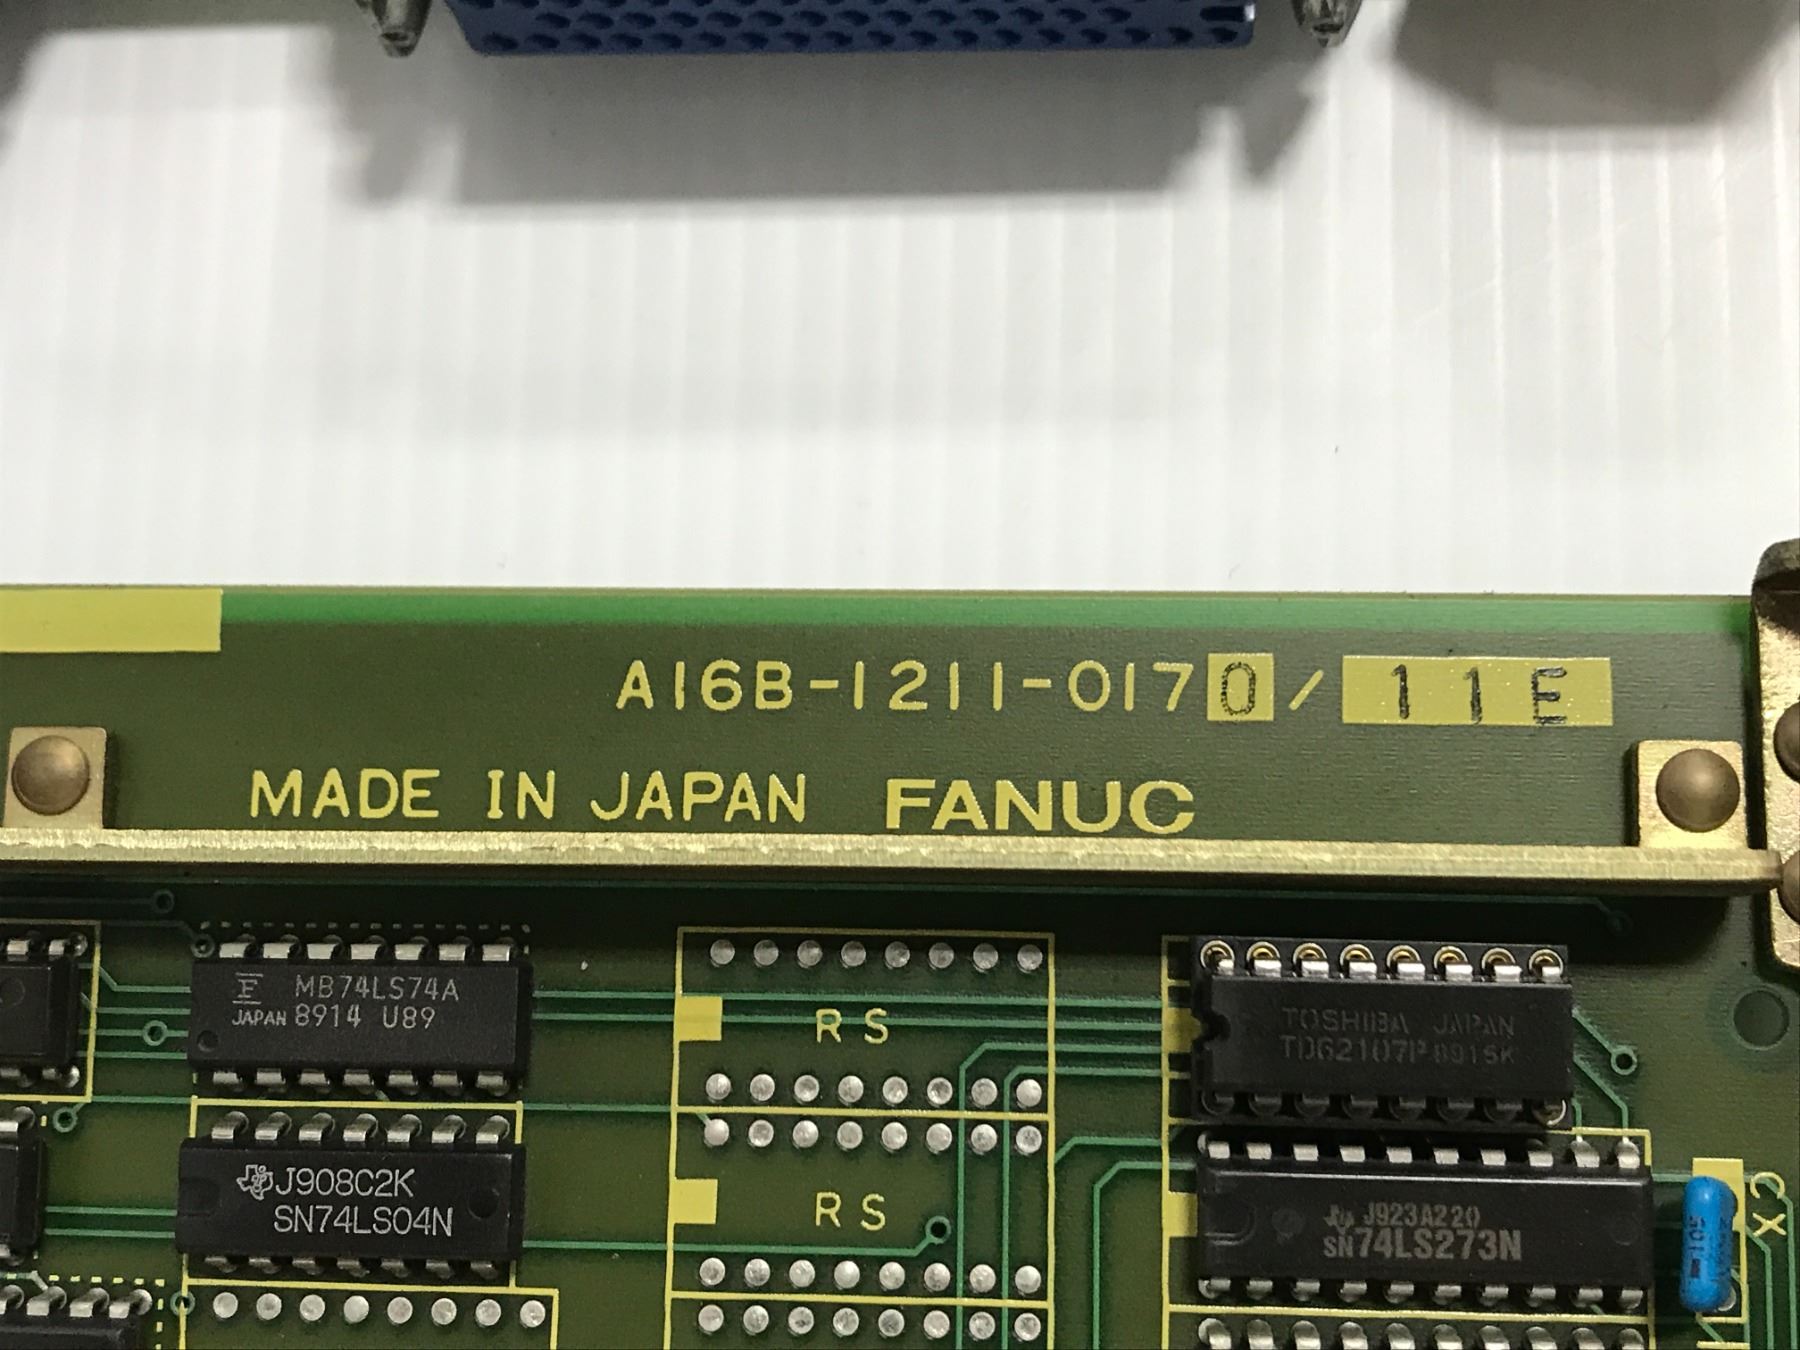 A16B-1211-0170/11E
MADE IN JAPAN FANUC
MB74LS74A
JAPAN 8914 U89
RS
TOSHIBA JAPAN
TD62107P 8915K
J908C2K
SN74LS04N
RS
J923A220
SN74LS273N
CX